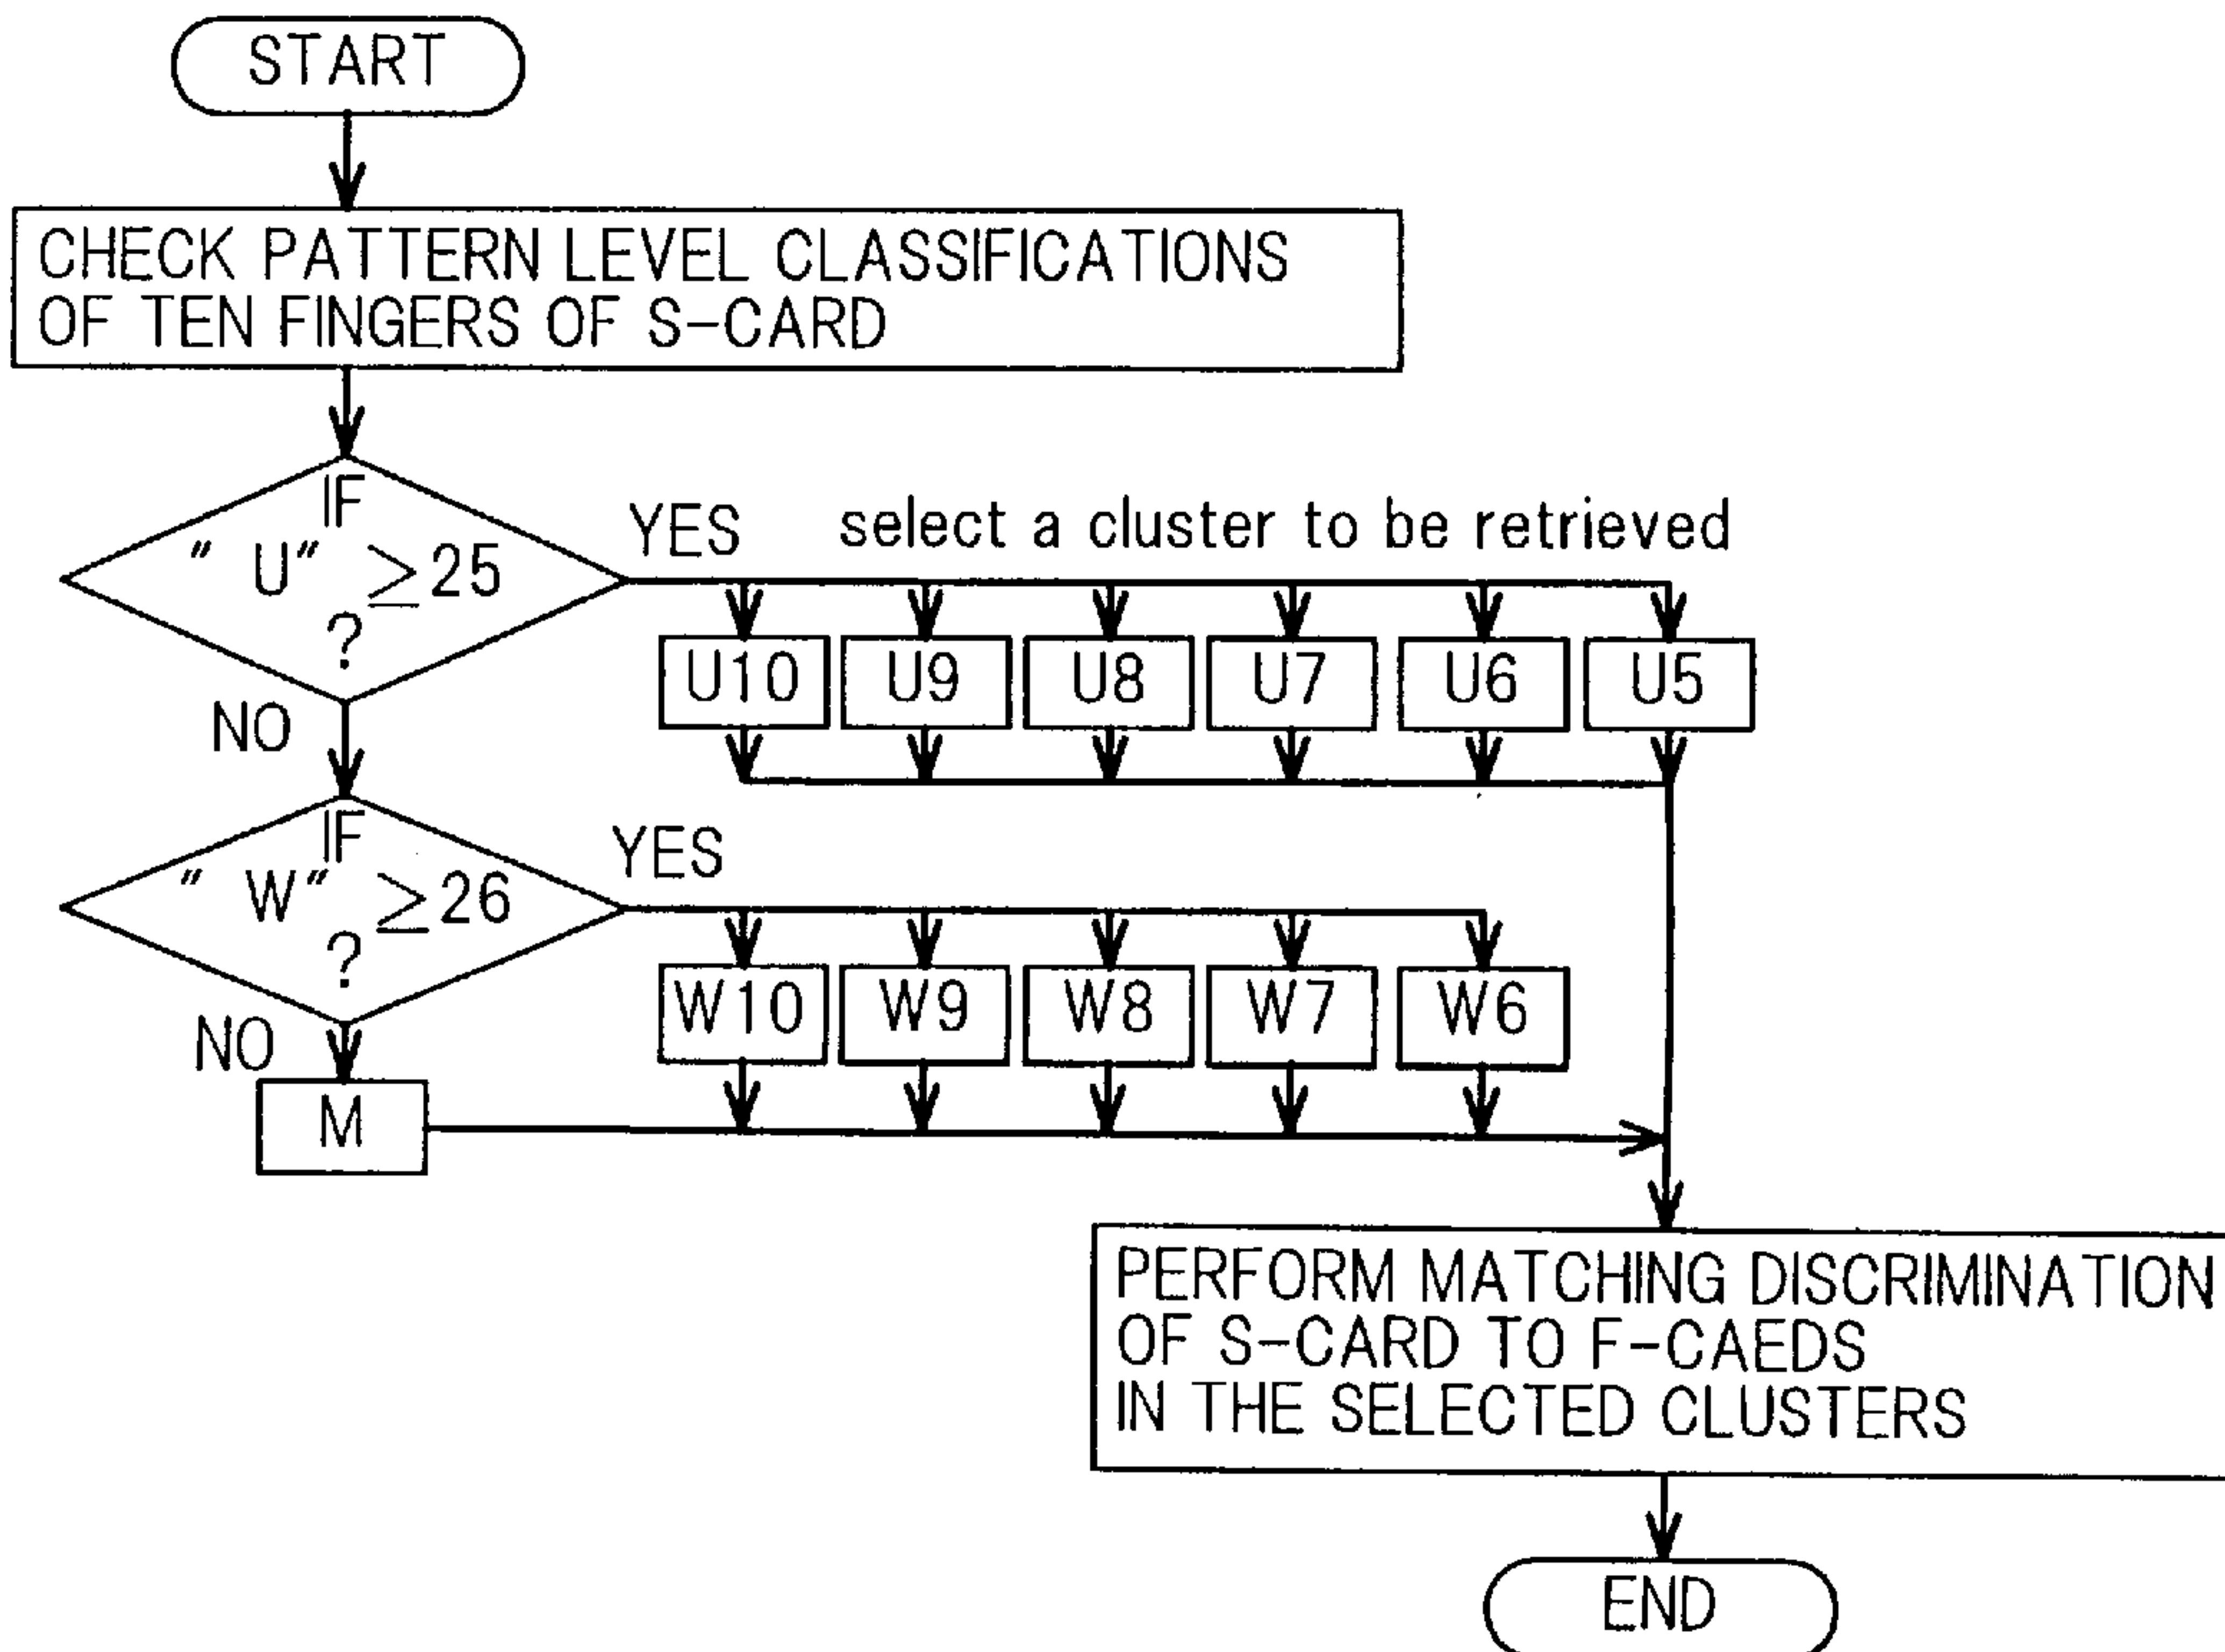 START
CHECK PATTERN LEVEL CLASSIFICATIONS
OF TEN FINGERS OF S-CARD
IF
" U" ≥25
?
YES
select a cluster to be retrieved
U10 U9 U8 U7 U6 U5
NO
IF
" W" ≥26
?
YES
W10 W9 W8 W7 W6
NO
M
PERFORM MATCHING DISCRIMINATION
OF S-CARD TO F-CAEDS
IN THE SELECTED CLUSTERS
END